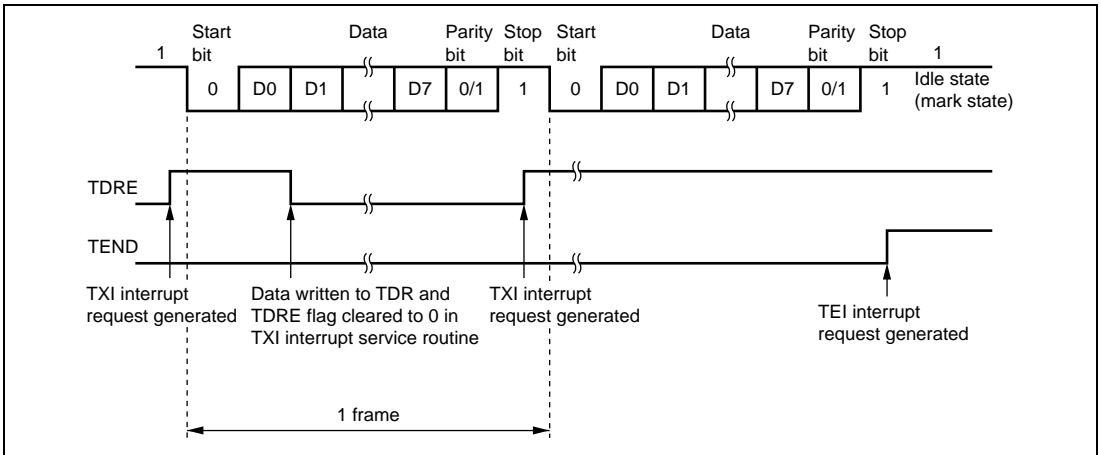 1
Start
bit
Data
Parity
bit
Stop
bit
Start
bit
Data
Parity
bit
Stop
bit
1
0
D0
D1
D7
0/1
1
0
D0
D1
D7
0/1
1
Idle state
(mark state)
TDRE
TEND
TXI interrupt
request generated
Data written to TDR and
TDRE flag cleared to 0 in
TXI interrupt service routine
TXI interrupt
request generated
TEI interrupt
request generated
1 frame